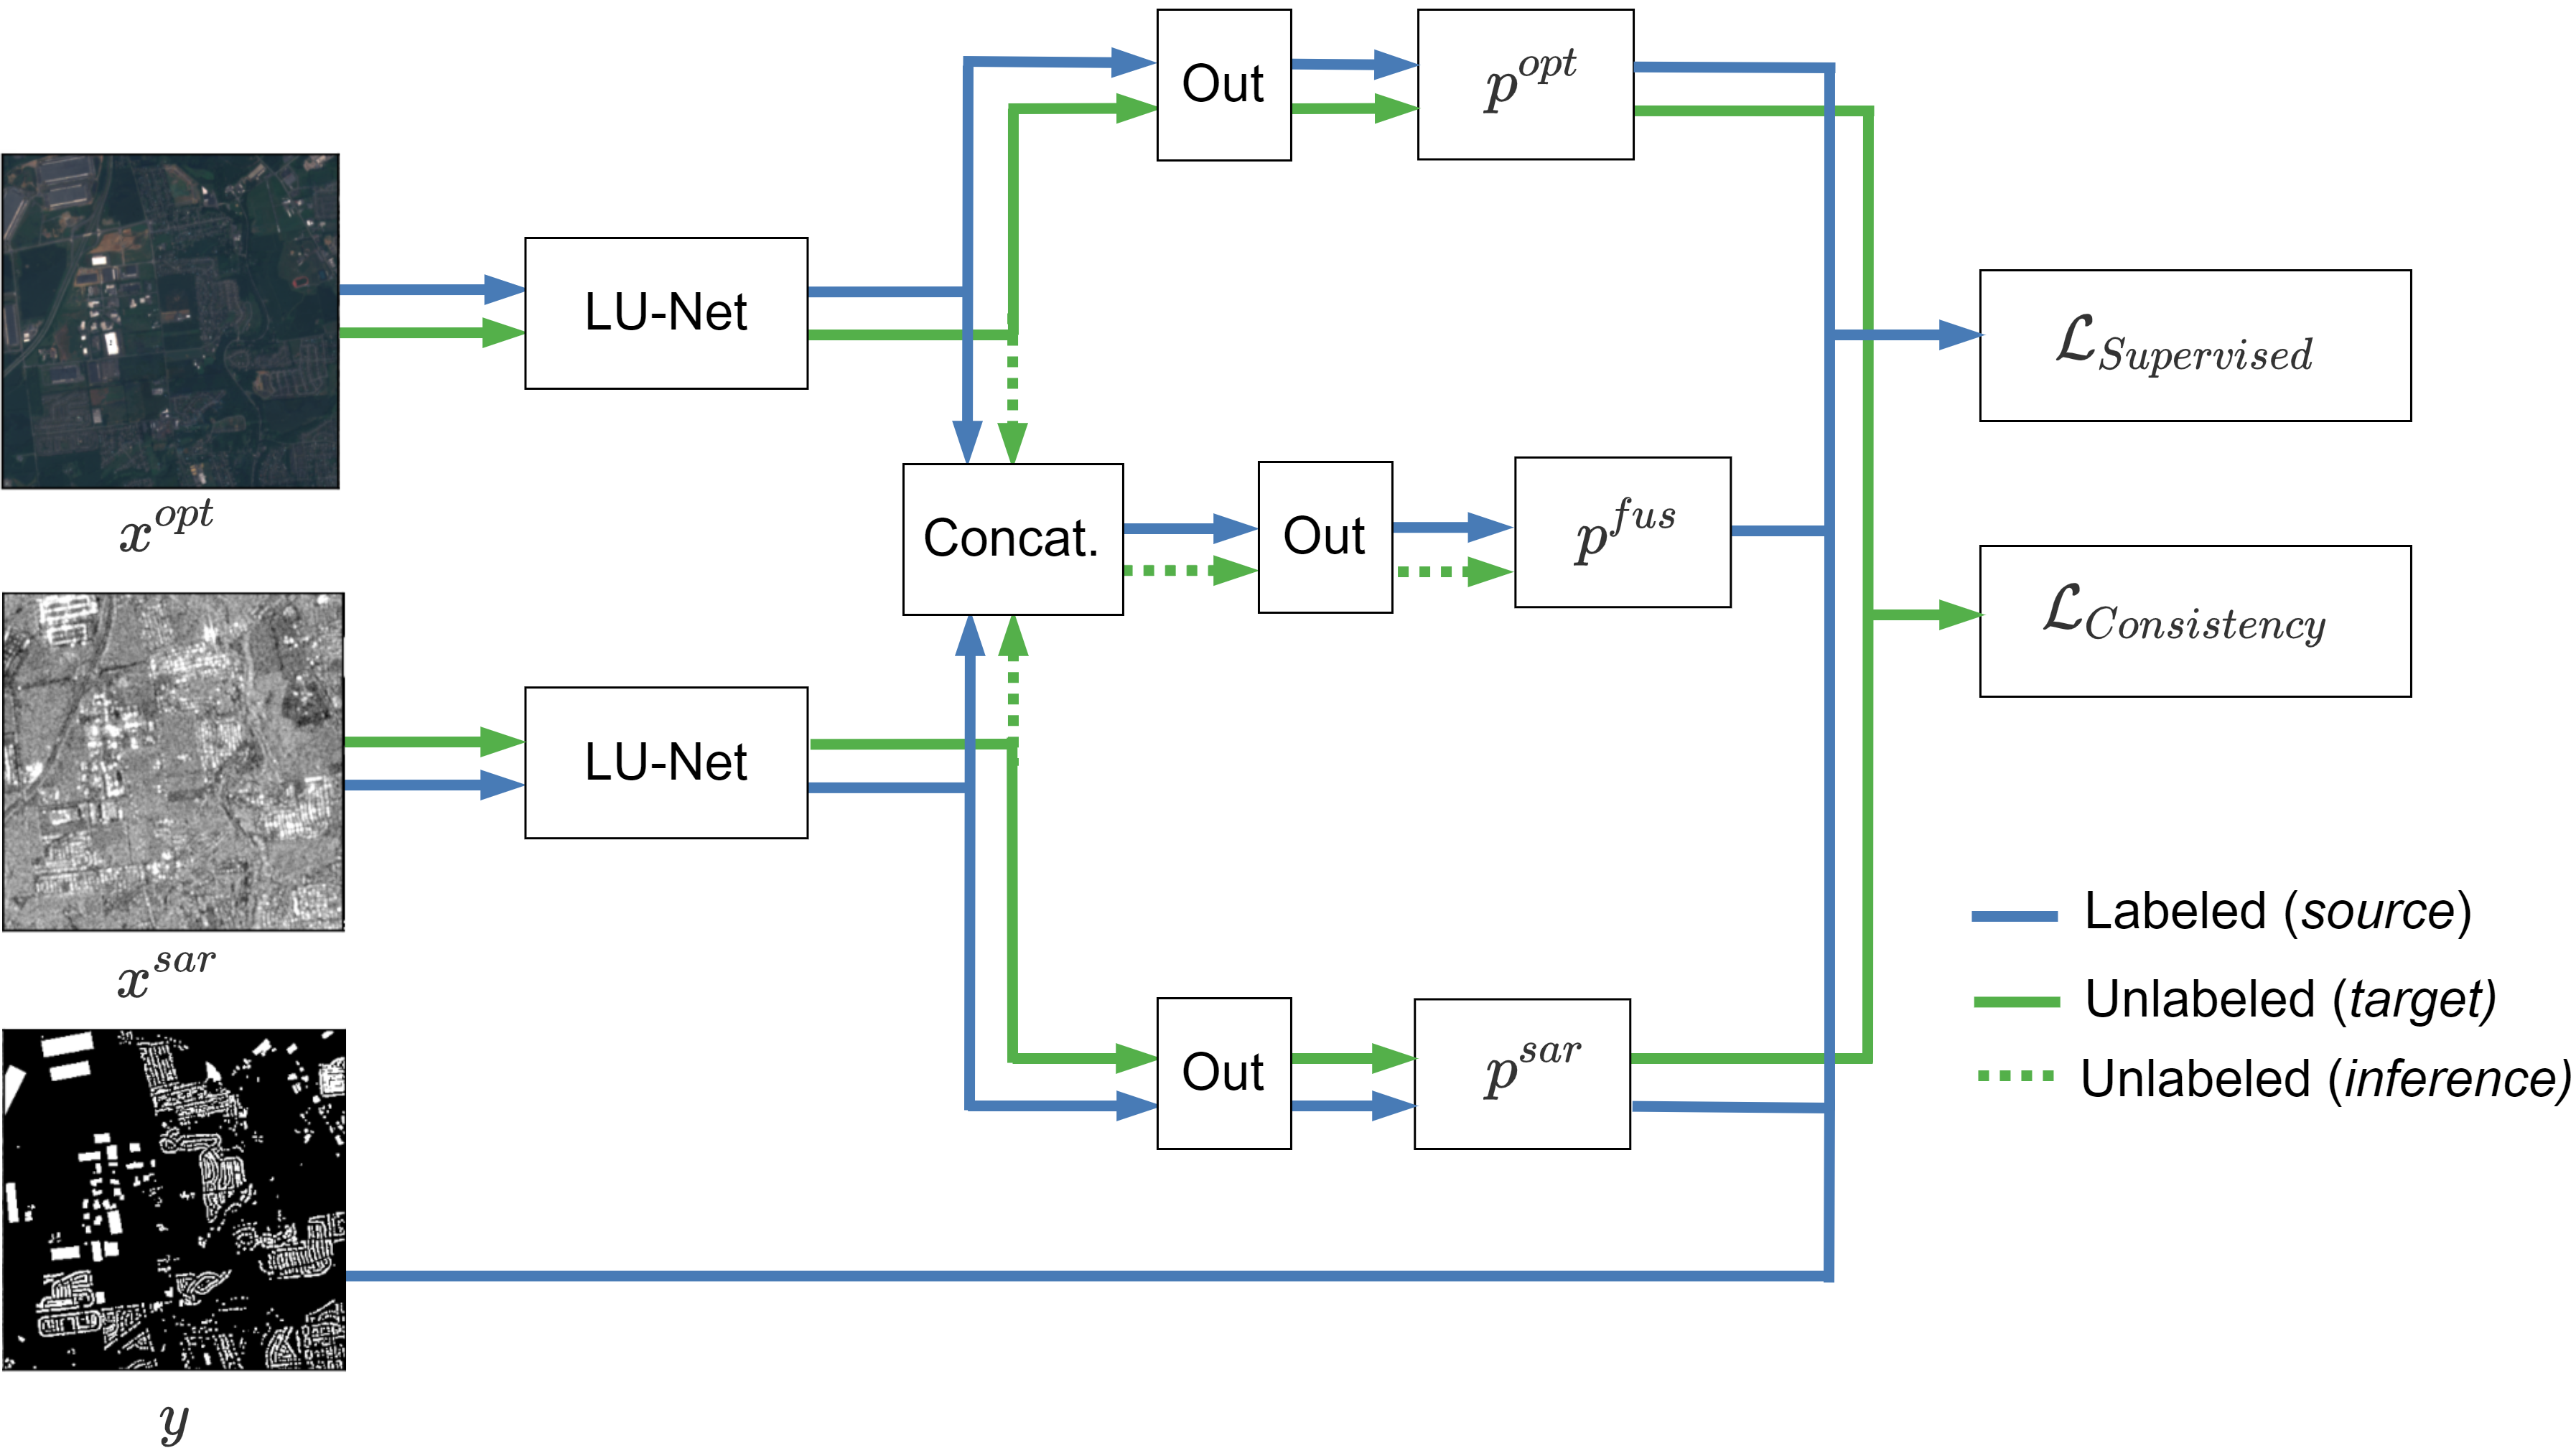 Out
p^{opt}
LU-Net
\mathcal{L}_{Supervised}
x^{opt}
Concat.
Out
p^{fus}
\mathcal{L}_{Consistency}
LU-Net
x^{sar}
Labeled (source)
Unlabeled (target)
Unlabeled (inference)
Out
p^{sar}
y